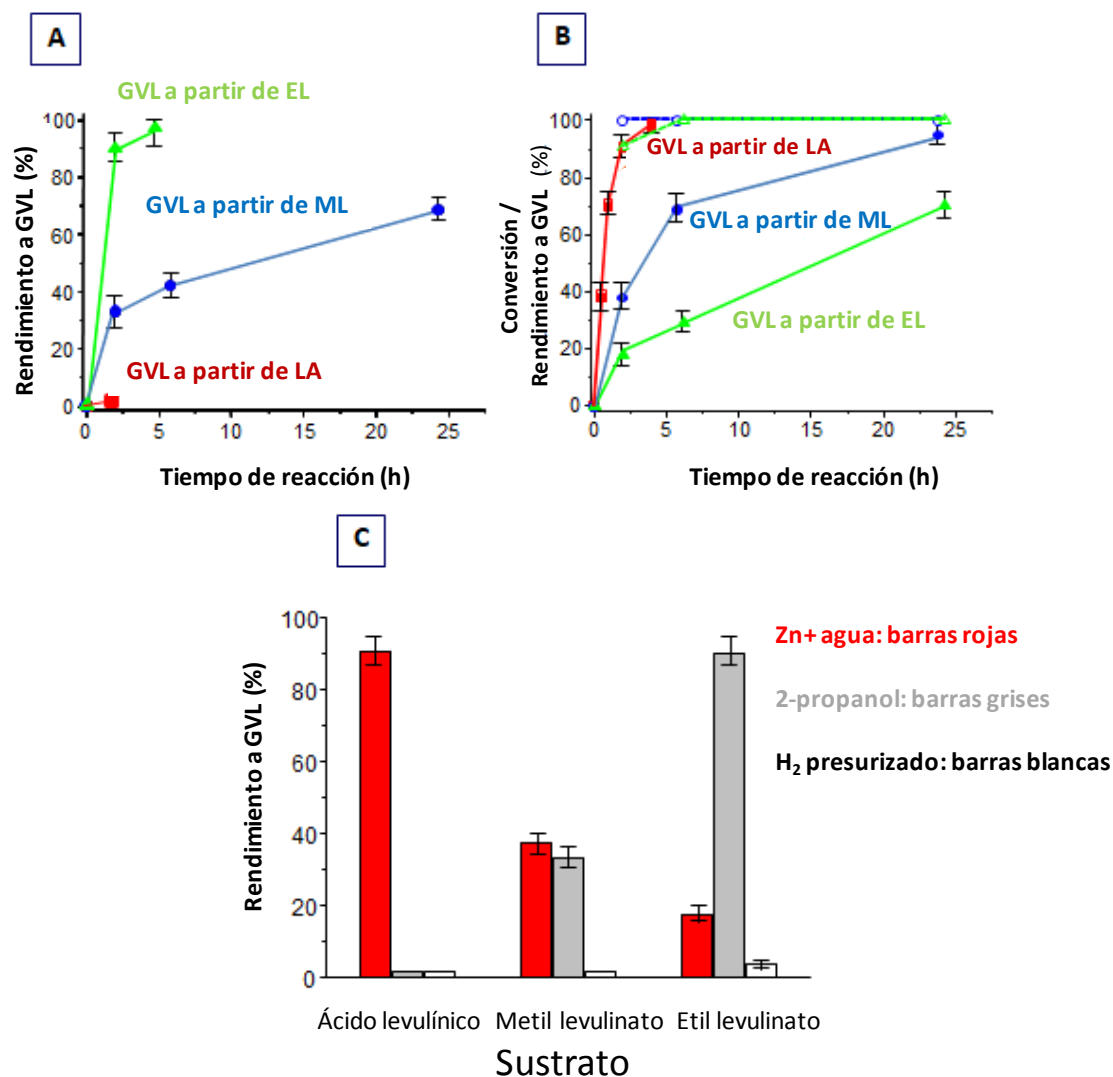 A
GVL a partir de EL
Rendimiento a GVL (%)
100
80
60
40
20
0
GVL a partir de ML
GVL a partir de LA
0 5 10 15 20 25
Tiempo de reacción (h)
B
Conversión /
Rendimiento a GVL (%)
100
80
60
40
20
0
GVL a partir de LA
GVL a partir de ML
GVL a partir de EL
0 5 10 15 20 25
Tiempo de reacción (h)
C
Rendimiento a GVL (%)
100
80
60
40
20
0
Zn+ agua: barras rojas
2-propanol: barras grises
H₂ presurizado: barras blancas
Ácido levulínico Metil levulinato Etil levulinato
Sustrato